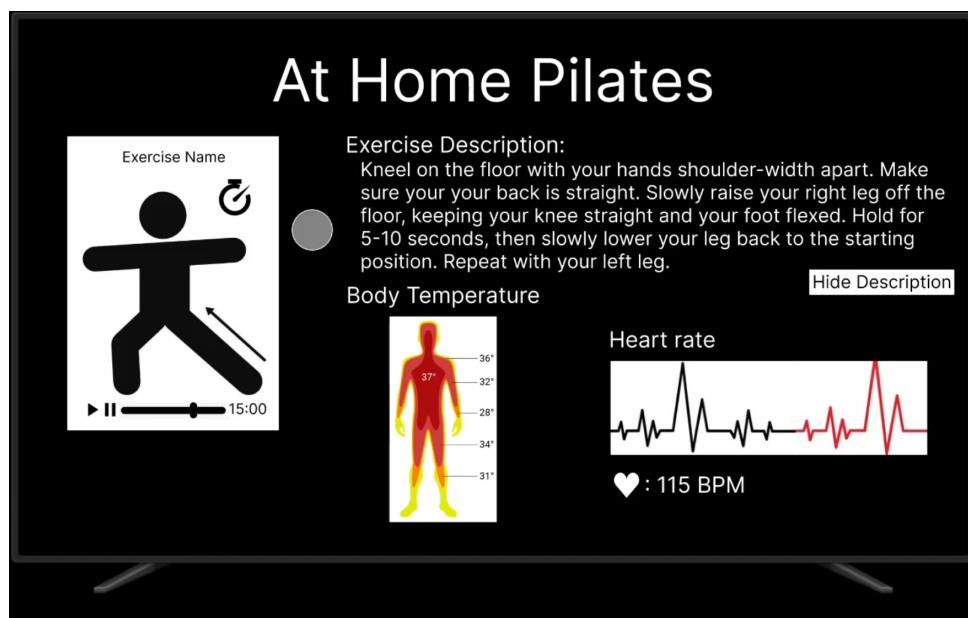 At Home Pilates
Exercise Name
15:00
Exercise Description:
Kneel on the floor with your hands shoulder-width apart. Make
sure your your back is straight. Slowly raise your right leg off the
floor, keeping your knee straight and your foot flexed. Hold for
5-10 seconds, then slowly lower your leg back to the starting
position. Repeat with your left leg.
Hide Description
Body Temperature
37°
36°
32°
28°
34°
31°
Heart rate
: 115 BPM